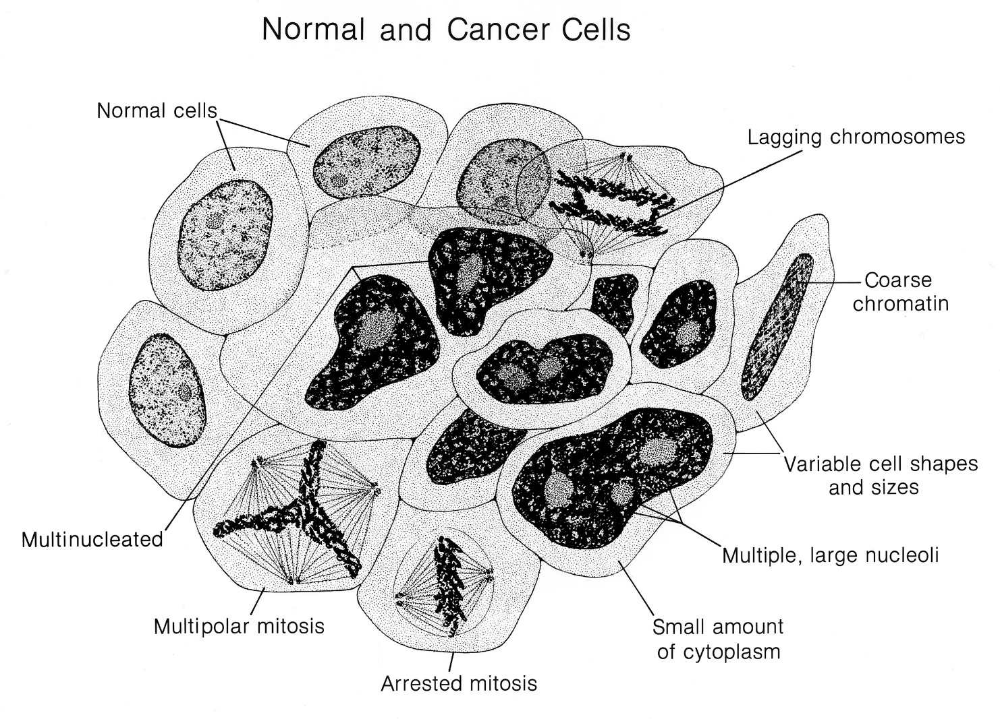 Normal and Cancer Cells
Normal cells
Lagging chromosomes
Coarse
chromatin
Variable cell shapes
and sizes
Multinucleated
Multiple, large nucleoli
Multipolar mitosis
Small amount
of cytoplasm
Arrested mitosis